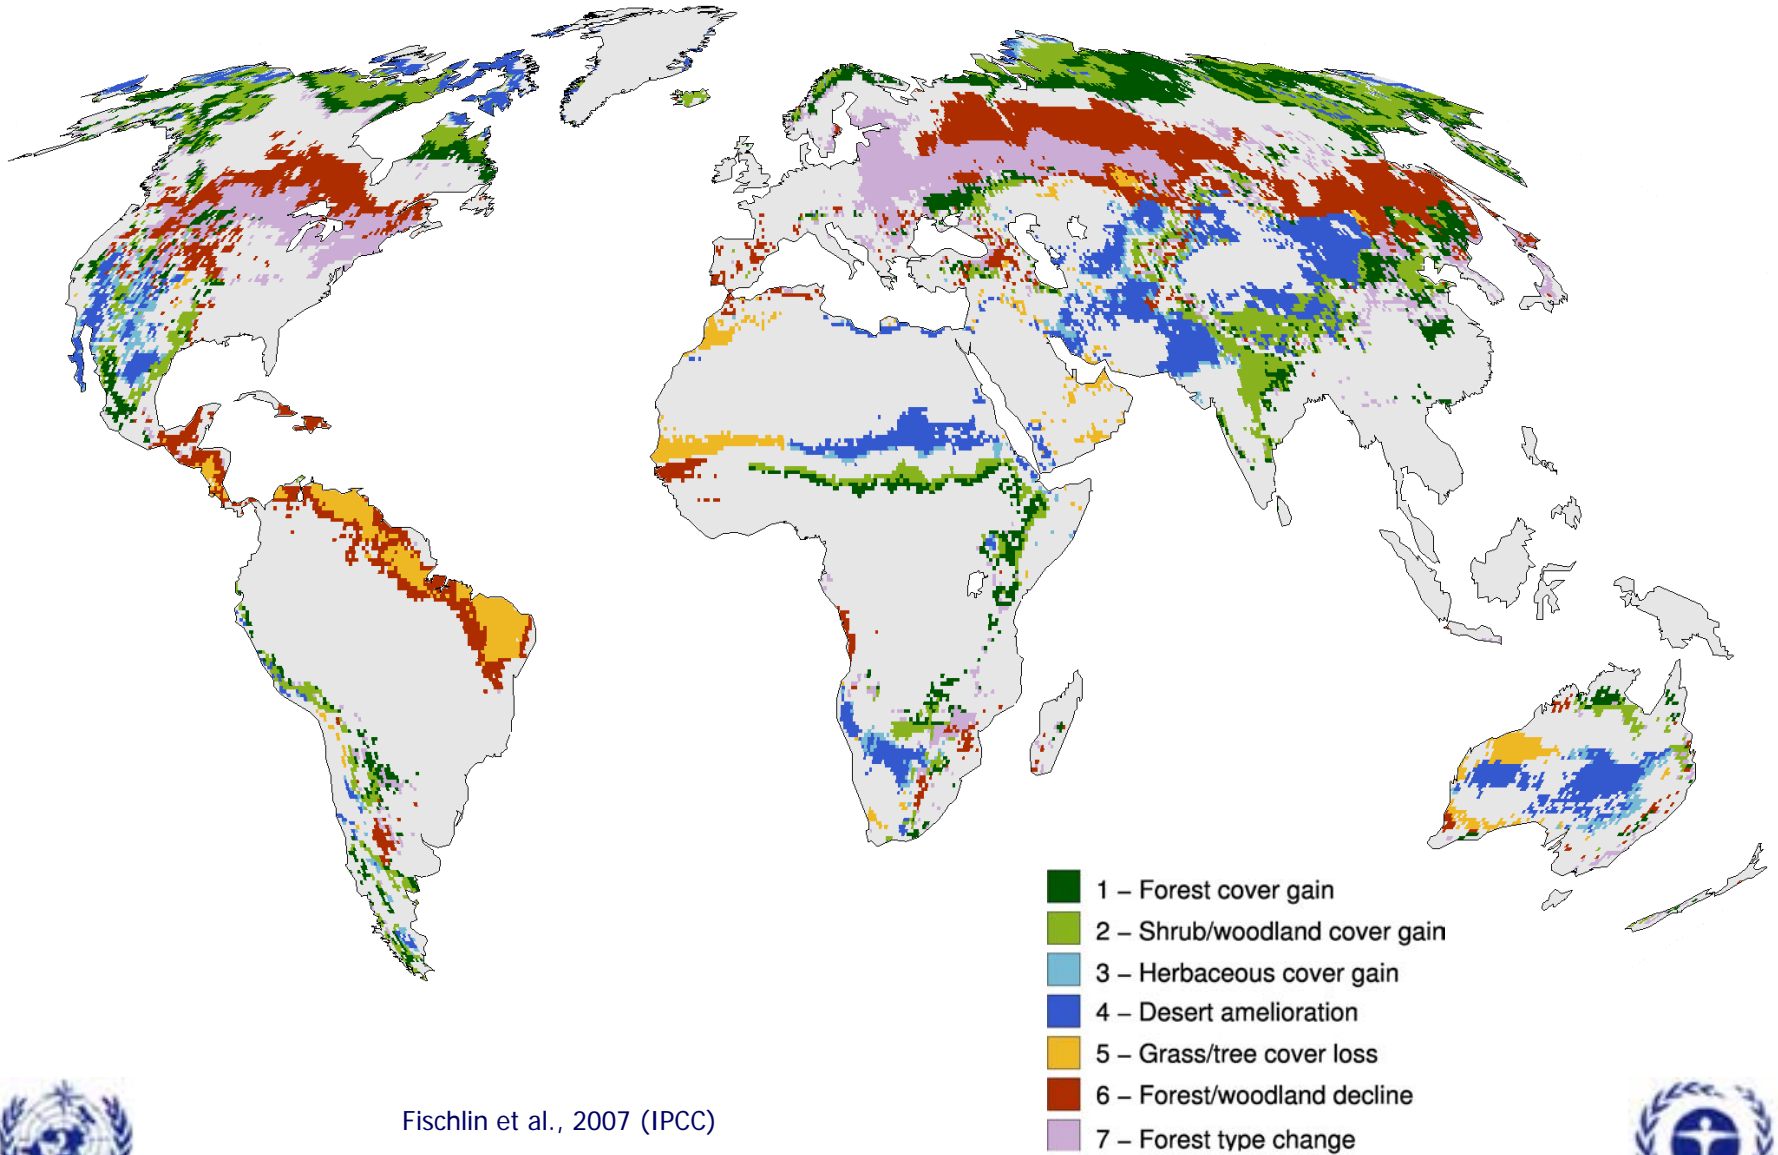 1 – Forest cover gain
2 – Shrub/woodland cover gain
3 – Herbaceous cover gain
4 – Desert amelioration
5 – Grass/tree cover loss
6 – Forest/woodland decline
7 – Forest type change
Fischlin et al., 2007 (IPCC)